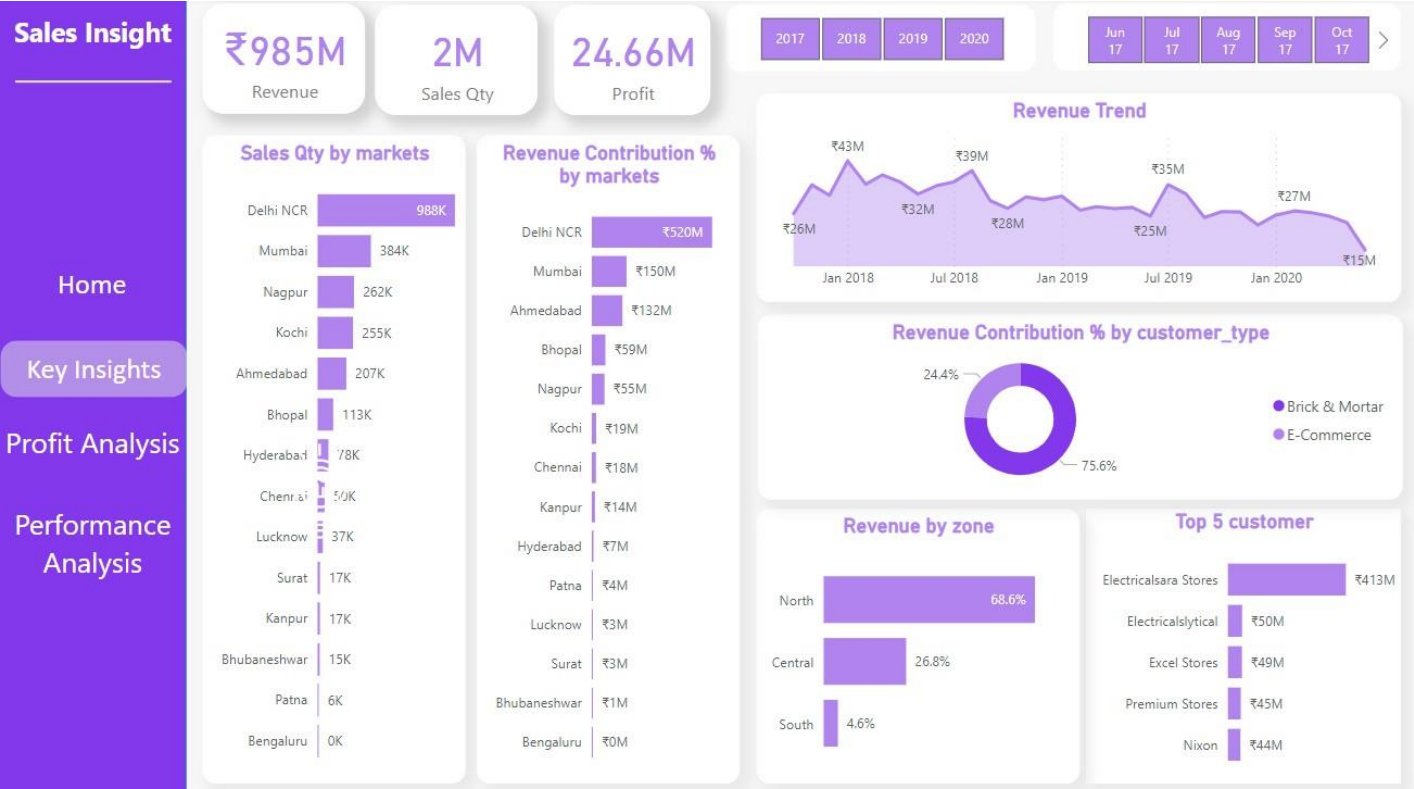 Sales Insight
Home
Key Insights
Profit Analysis
Performance
Analysis
₹985M
Revenue
2M
Sales Qty
24.66M
Profit
2017 2018 2019 2020
Jun 17 Jul 17 Aug 17 Sep 17 Oct 17
Sales Qty by markets
Delhi NCR 988K
Mumbai 384K
Nagpur 262K
Kochi 255K
Ahmedabad 207K
Bhopal 113K
Hyderabad 78K
Chennai 50K
Lucknow 37K
Surat 17K
Kanpur 17K
Bhubaneshwar 15K
Patna 6K
Bengaluru 0K
Revenue Contribution %
by markets
Delhi NCR ₹520M
Mumbai ₹150M
Ahmedabad ₹132M
Bhopal ₹59M
Nagpur ₹55M
Kochi ₹19M
Chennai ₹18M
Kanpur ₹14M
Hyderabad ₹7M
Patna ₹4M
Lucknow ₹3M
Surat ₹3M
Bhubaneshwar ₹1M
Bengaluru ₹0M
Revenue Trend
₹26M ₹43M ₹32M ₹39M ₹28M ₹25M ₹35M ₹27M ₹15M
Jan 2018 Jul 2018 Jan 2019 Jul 2019 Jan 2020
Revenue Contribution % by customer_type
24.4%
75.6%
Brick & Mortar
E-Commerce
Revenue by zone
North 68.6%
Central 26.8%
South 4.6%
Top 5 customer
Electricalsara Stores ₹413M
Electricalslytical ₹50M
Excel Stores ₹49M
Premium Stores ₹45M
Nixon ₹44M